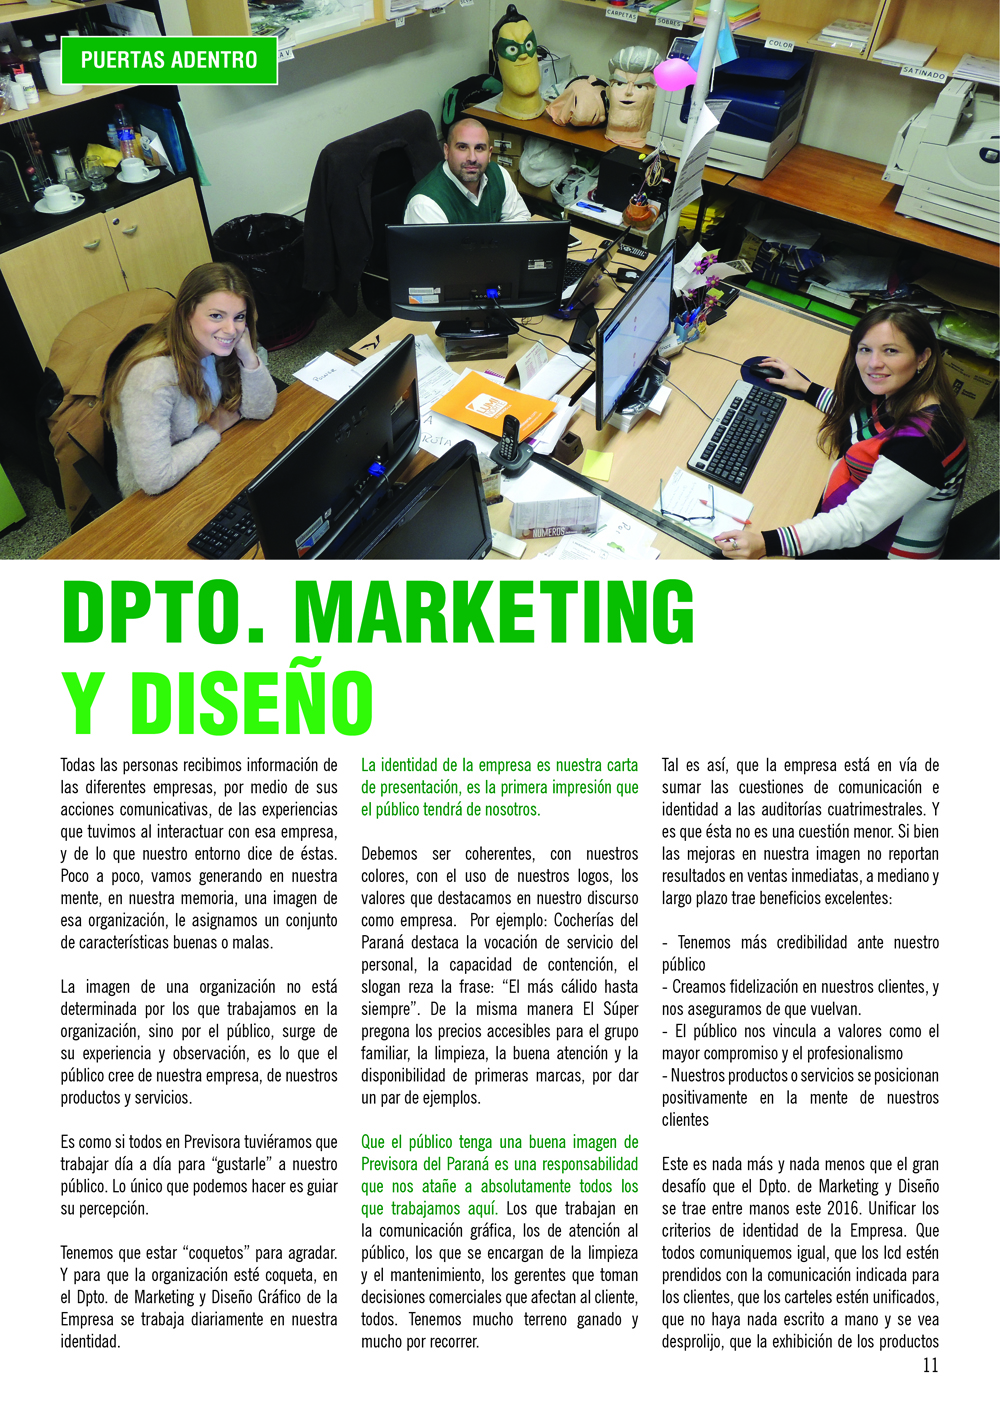 PUERTAS ADENTRO
CARPETAS
SOBRES
COLOR
SATINADO
LUMI
NUMEROS
DPTO. MARKETING
Y DISEÑO
Todas las personas recibimos información de
las diferentes empresas, por medio de sus
acciones comunicativas, de las experiencias
que tuvimos al interactuar con esa empresa,
y de lo que nuestro entorno dice de éstas.
Poco a poco, vamos generando en nuestra
mente, en nuestra memoria, una imagen de
esa organización, le asignamos un conjunto
de características buenas o malas.
La imagen de una organización no está
determinada por los que trabajamos en la
organización, sino por el público, surge de
su experiencia y observación, es lo que el
público cree de nuestra empresa, de nuestros
productos y servicios.
Es como si todos en Previsora tuviéramos que
trabajar día a día para “gustarle” a nuestro
público. Lo único que podemos hacer es guiar
su percepción.
Tenemos que estar “coquetos” para agradar.
Y para que la organización esté coqueta, en
el Dpto. de Marketing y Diseño Gráfico de la
Empresa se trabaja diariamente en nuestra
identidad.
La identidad de la empresa es nuestra carta
de presentación, es la primera impresión que
el público tendrá de nosotros.
Debemos ser coherentes, con nuestros
colores, con el uso de nuestros logos, los
valores que destacamos en nuestro discurso
como empresa. Por ejemplo: Cocherías del
Paraná destaca la vocación de servicio del
personal, la capacidad de contención, el
slogan reza la frase: “El más cálido hasta
siempre”. De la misma manera El Súper
pregona los precios accesibles para el grupo
familiar, la limpieza, la buena atención y la
disponibilidad de primeras marcas, por dar
un par de ejemplos.
Que el público tenga una buena imagen de
Previsora del Paraná es una responsabilidad
que nos atañe a absolutamente todos los
que trabajamos aquí. Los que trabajan en
la comunicación gráfica, los de atención al
público, los que se encargan de la limpieza
y el mantenimiento, los gerentes que toman
decisiones comerciales que afectan al cliente,
todos. Tenemos mucho terreno ganado y
mucho por recorrer.
Tal es así, que la empresa está en vía de
sumar las cuestiones de comunicación e
identidad a las auditorías cuatrimestrales. Y
es que ésta no es una cuestión menor. Si bien
las mejoras en nuestra imagen no reportan
resultados en ventas inmediatas, a mediano y
largo plazo trae beneficios excelentes:
- Tenemos más credibilidad ante nuestro
público
- Creamos fidelización en nuestros clientes, y
nos aseguramos de que vuelvan.
- El público nos vincula a valores como el
mayor compromiso y el profesionalismo
- Nuestros productos o servicios se posicionan
positivamente en la mente de nuestros
clientes
Este es nada más y nada menos que el gran
desafío que el Dpto. de Marketing y Diseño
se trae entre manos este 2016. Unificar los
criterios de identidad de la Empresa. Que
todos comuniquemos igual, que los lcd estén
prendidos con la comunicación indicada para
los clientes, que los carteles estén unificados,
que no haya nada escrito a mano y se vea
desprolijo, que la exhibición de los productos
11